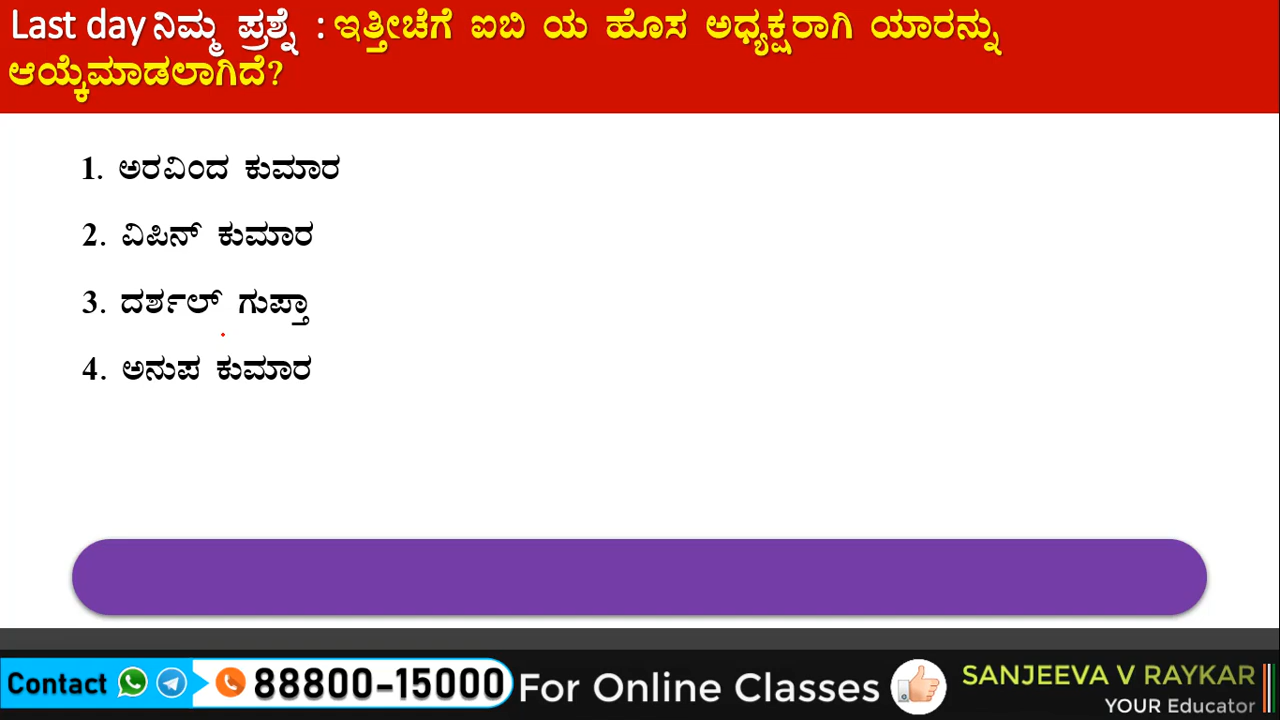 Last day ನಿಮ್ಮ ಪ್ರಶ್ನೆ : ಇತ್ತೀಚೆಗೆ ಐಬಿ ಯ ಹೊಸ ಅಧ್ಯಕ್ಷರಾಗಿ ಯಾರನ್ನು
ಆಯ್ಕೆಮಾಡಲಾಗಿದೆ?
1. ಅರವಿಂದ ಕುಮಾರ
2. ವಿಪಿನ್ ಕುಮಾರ
3. ದರ್ಶಲ್ ಗುಪ್ತಾ
4. ಅನುಪ ಕುಮಾರ
Contact 88800-15000 For Online Classes
SANJEEVA V RAYKAR
YOUR Educator